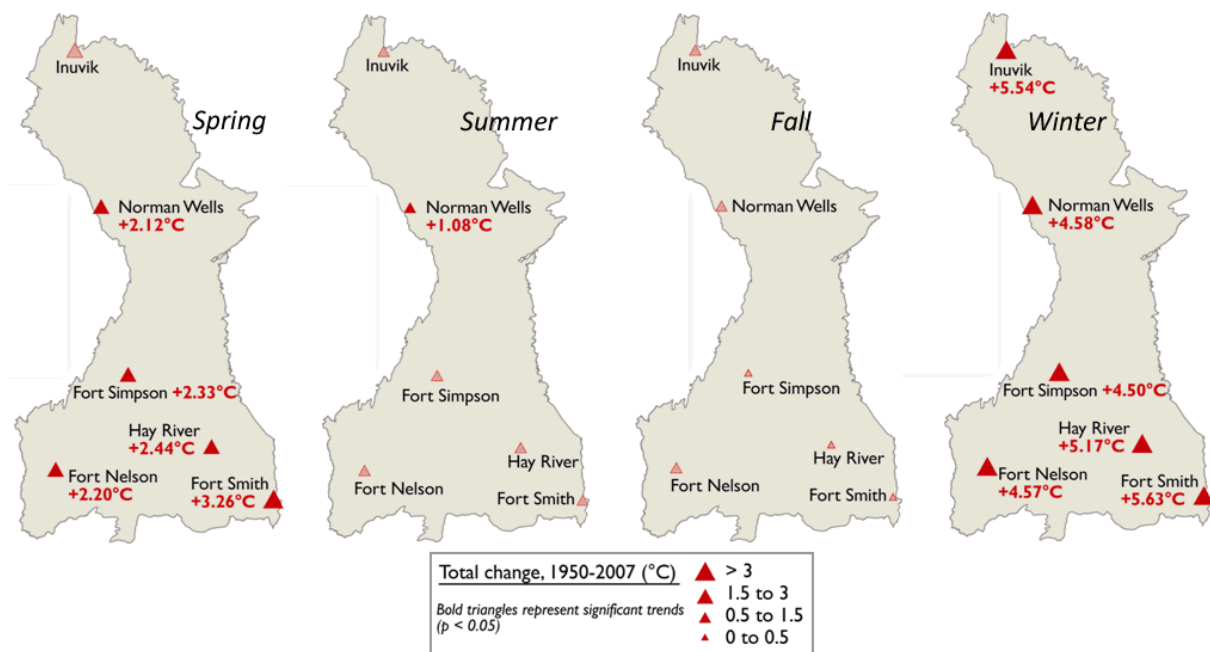 Inuvik
Spring
Norman Wells
+2.12°C
Fort Simpson +2.33°C
Hay River
+2.44°C
Fort Nelson
+2.20°C
Fort Smith
+3.26°C
Inuvik
Summer
Norman Wells
+1.08°C
Fort Simpson
Hay River
Fort Nelson
Fort Smith
Inuvik
Fall
Norman Wells
Fort Simpson
Hay River
Fort Nelson
Fort Smith
Inuvik
+5.54°C
Winter
Norman Wells
+4.58°C
Fort Simpson +4.50°C
Hay River
+5.17°C
Fort Nelson
+4.57°C
Fort Smith
+5.63°C
Total change, 1950-2007 (°C)
Bold triangles represent significant trends
(p < 0.05)
> 3
1.5 to 3
0.5 to 1.5
0 to 0.5